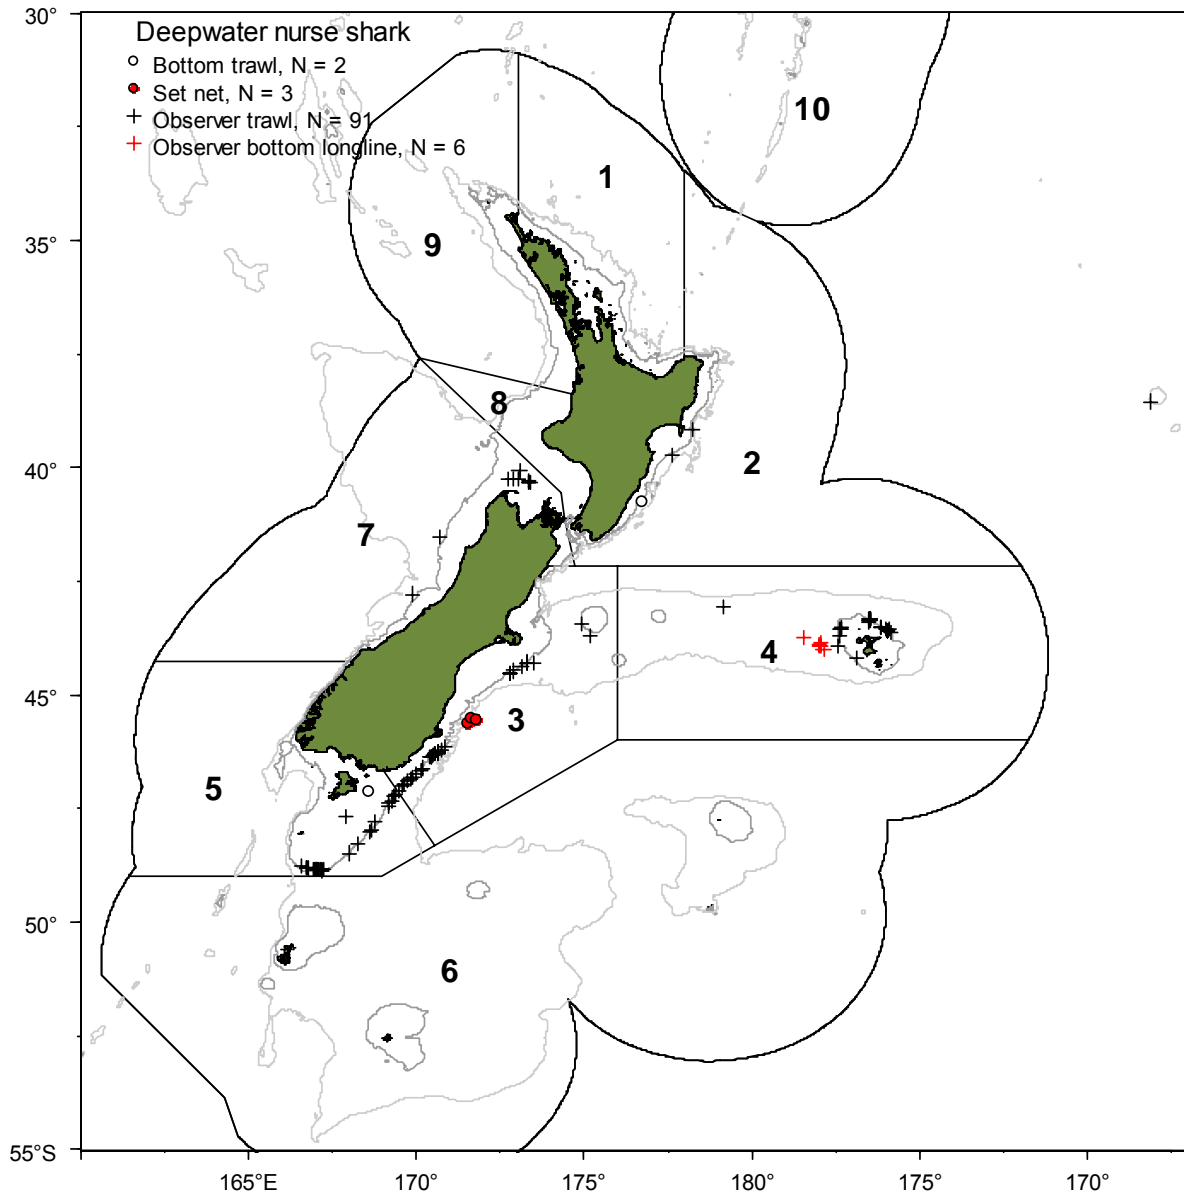 30°
Deepwater nurse shark
Bottom trawl, N = 2
Set net, N = 3
Observer trawl, N = 91
Observer bottom longline, N = 6
10
1
35°
9
8
40°
2
7
4
45°
3
5
50°
6
55°S
165°E 170° 175° 180° 175° 170°